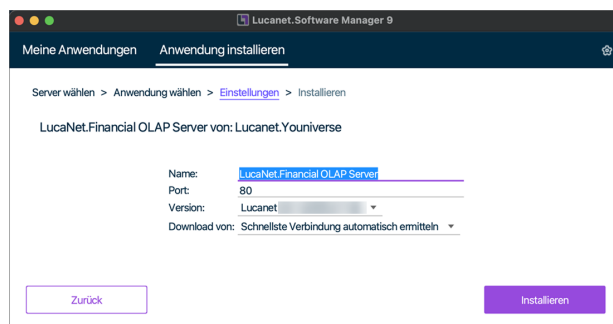 Lucanet.Software Manager 9
Meine Anwendungen Anwendung installieren
Server wählen > Anwendung wählen > Einstellungen > Installieren
LucaNet.Financial OLAP Server von: Lucanet.Youniverse
Name: LucaNet.Financial OLAP Server
Port: 80
Version: Lucanet
Download von: Schnellste Verbindung automatisch ermitteln
Zurück Installieren